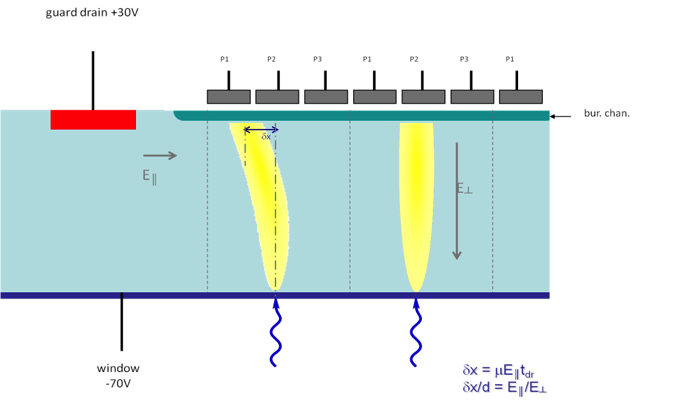 guard drain +30V
P1 P2 P3 P1 P2 P3 P1
bur. chan.
δx
E∥
E⊥
window
-70V
δx = μE∥tdr
δx/d = E∥/E⊥